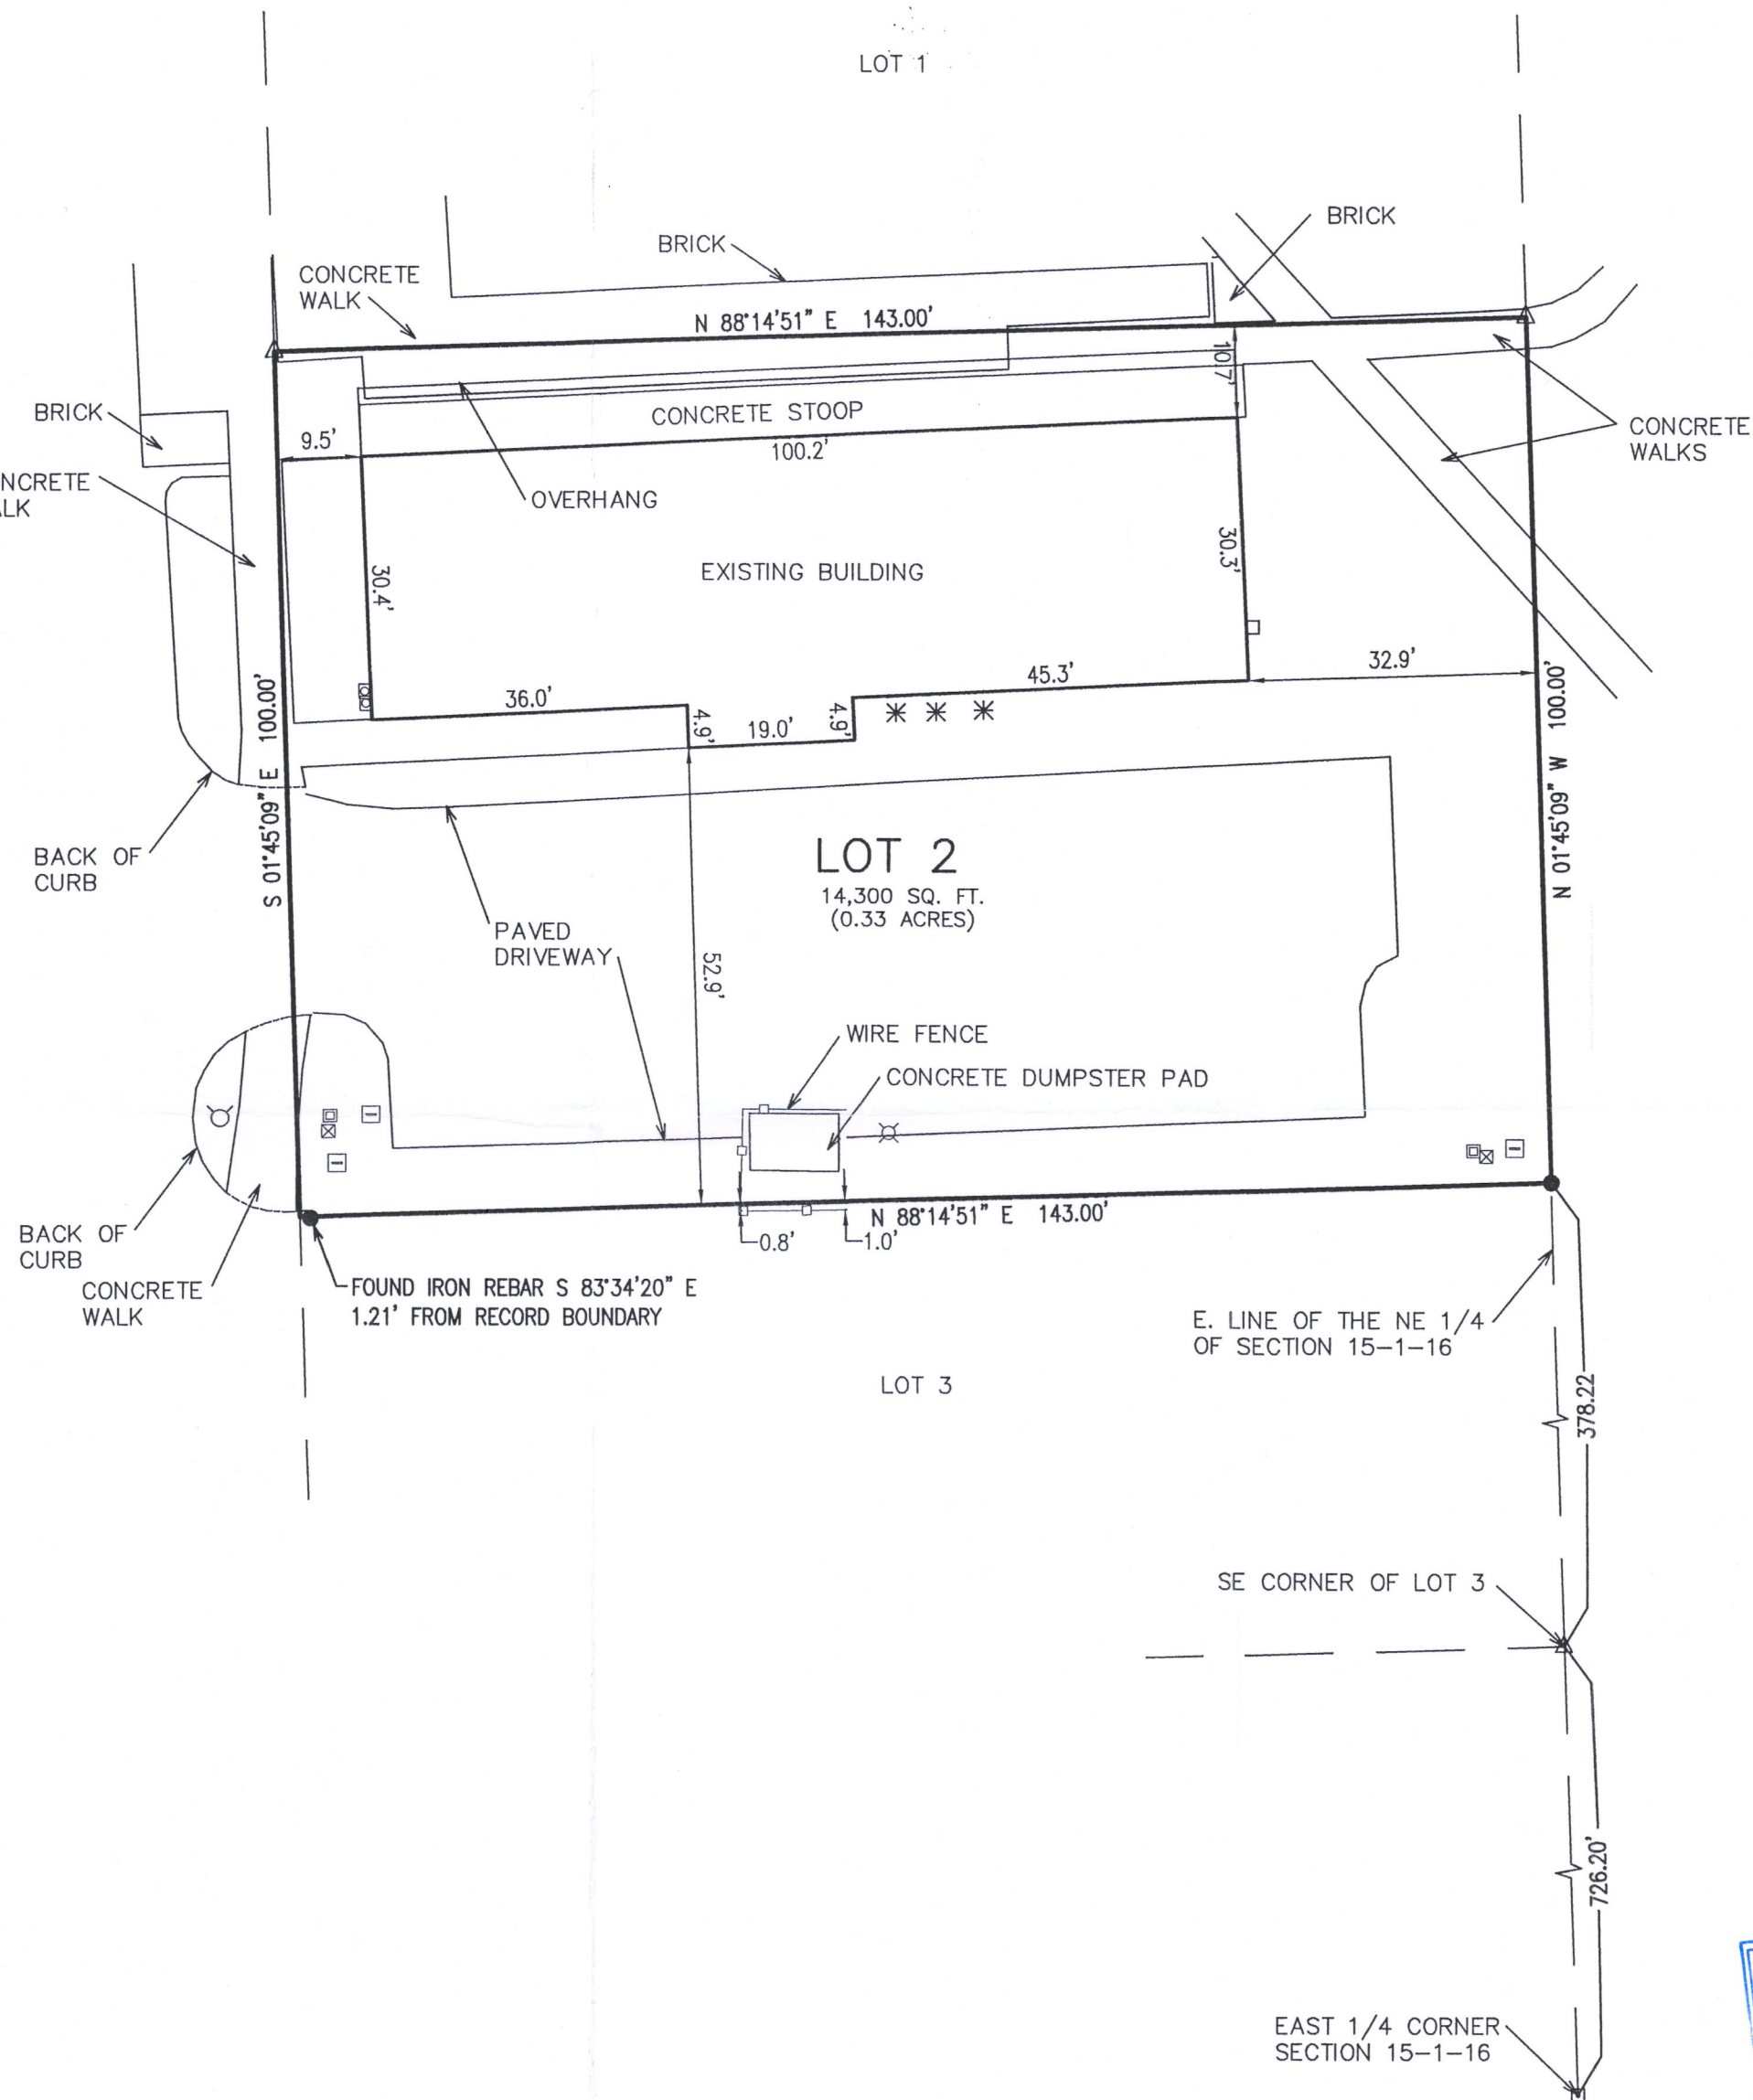 LOT 1
BRICK
BRICK
CONCRETE
WALK
N 88°14'51" E 143.00'
10.7'
BRICK
CONCRETE STOOP
CONCRETE
WALKS
9.5'
100.2'
NCRETE
ALK
OVERHANG
30.3'
EXISTING BUILDING
30.4'
32.9'
45.3'
36.0'
4.9'
4.9'
19.0'
S 01°45'09" E 100.00'
N 01°45'09" W 100.00'
BACK OF
CURB
LOT 2
14,300 SQ. FT.
(0.33 ACRES)
PAVED
DRIVEWAY
52.9'
WIRE FENCE
CONCRETE DUMPSTER PAD
N 88°14'51" E 143.00'
BACK OF
CURB
0.8'
1.0'
CONCRETE
WALK
FOUND IRON REBAR S 83°34'20" E
1.21' FROM RECORD BOUNDARY
E. LINE OF THE NE 1/4
OF SECTION 15-1-16
LOT 3
378.22
SE CORNER OF LOT 3
726.20'
EAST 1/4 CORNER
SECTION 15-1-16